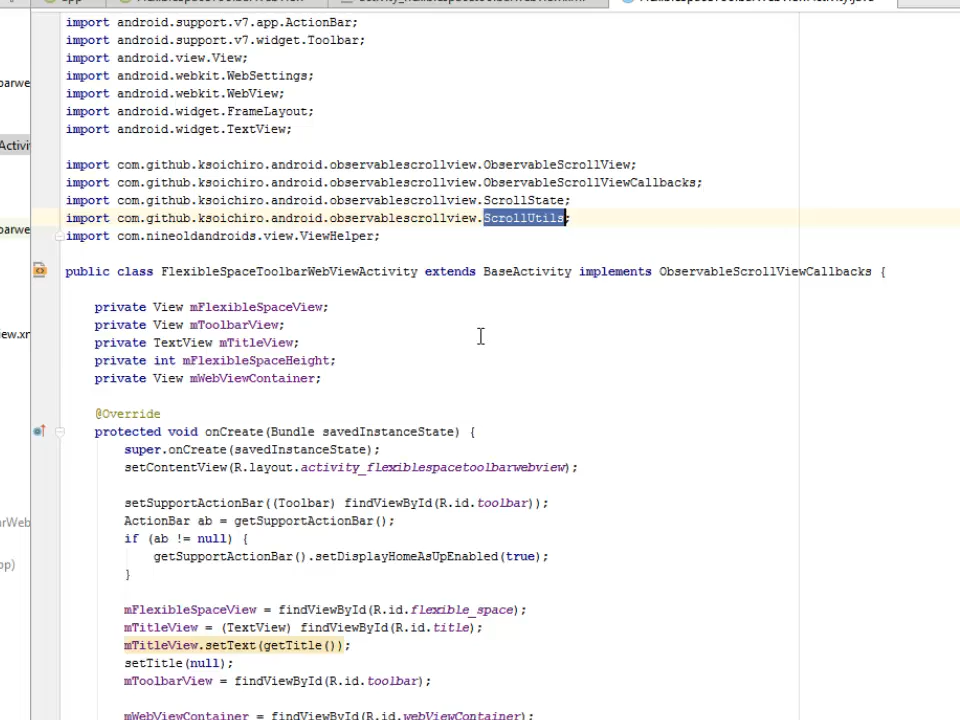 import android.support.v7.app.ActionBar;
import android.support.v7.widget.Toolbar;
import android.view.View;
import android.webkit.WebSettings;
import android.webkit.WebView;
import android.widget.FrameLayout;
import android.widget.TextView;
import com.github.ksoichiro.android.observablescrollview.ObservableScrollView;
import com.github.ksoichiro.android.observablescrollview.ObservableScrollViewCallbacks;
import com.github.ksoichiro.android.observablescrollview.ScrollState;
import com.github.ksoichiro.android.observablescrollview.ScrollUtils;
import com.nineoldandroids.view.ViewHelper;
public class FlexibleSpaceToolbarWebViewActivity extends BaseActivity implements ObservableScrollViewCallbacks {
private View mFlexibleSpaceView;
private View mToolbarView;
private TextView mTitleView;
private int mFlexibleSpaceHeight;
private View mWebViewContainer;
@Override
protected void onCreate(Bundle savedInstanceState) {
super.onCreate(savedInstanceState);
setContentView(R.layout.activity_flexiblespacetoolbarwebview);
setSupportActionBar((Toolbar) findViewById(R.id.toolbar));
ActionBar ab = getSupportActionBar();
if (ab != null) {
getSupportActionBar().setDisplayHomeAsUpEnabled(true);
}
mFlexibleSpaceView = findViewById(R.id.flexible_space);
mTitleView = (TextView) findViewById(R.id.title);
mTitleView.setText(getTitle());
setTitle(null);
mToolbarView = findViewById(R.id.toolbar);
mWebViewContainer = findViewById(R.id.webViewContainer);